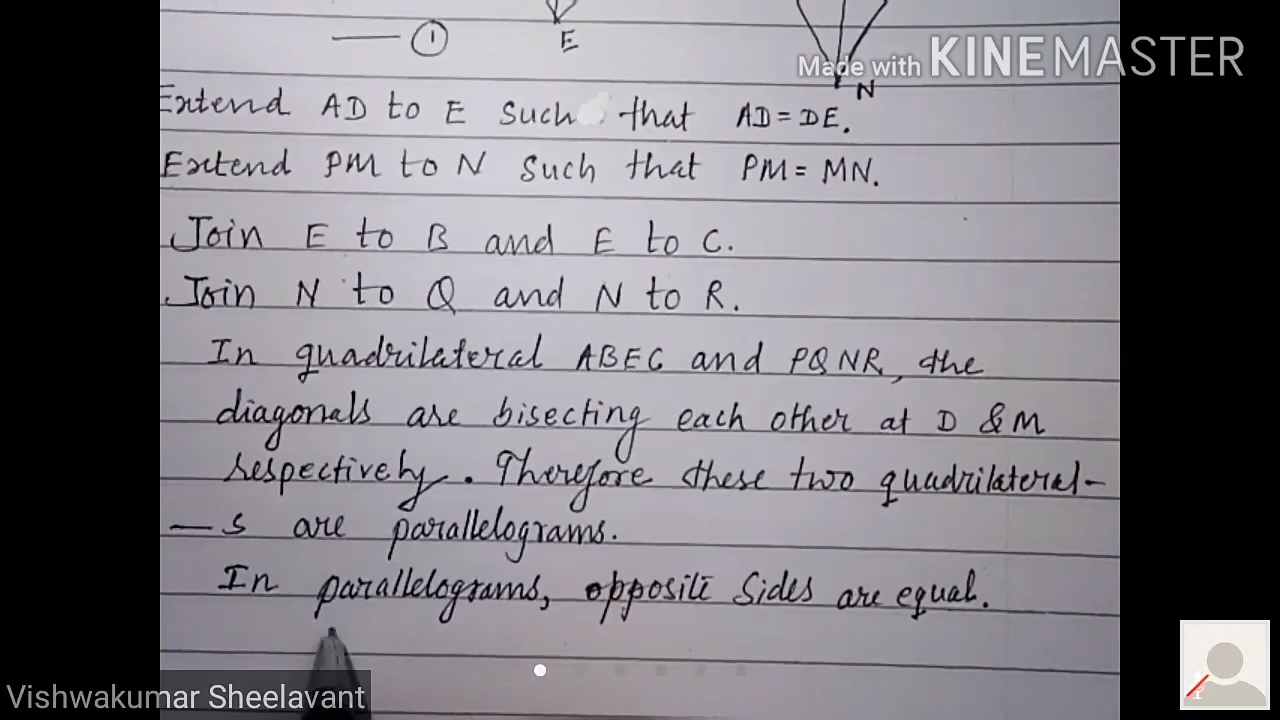 ①
E
Made with KINEMASTER
N
Extend AD to E such that AD = DE.
Extend PM to N such that PM = MN.
Join E to B and E to C.
Join N to Q and N to R.
In quadrilateral ABEC and PQNR, the
diagonals are bisecting each other at D & M
respectively. Therefore these two quadrilateral-
—s are parallelograms.
In parallelograms, opposite sides are equal.
Vishwakumar Sheelavant